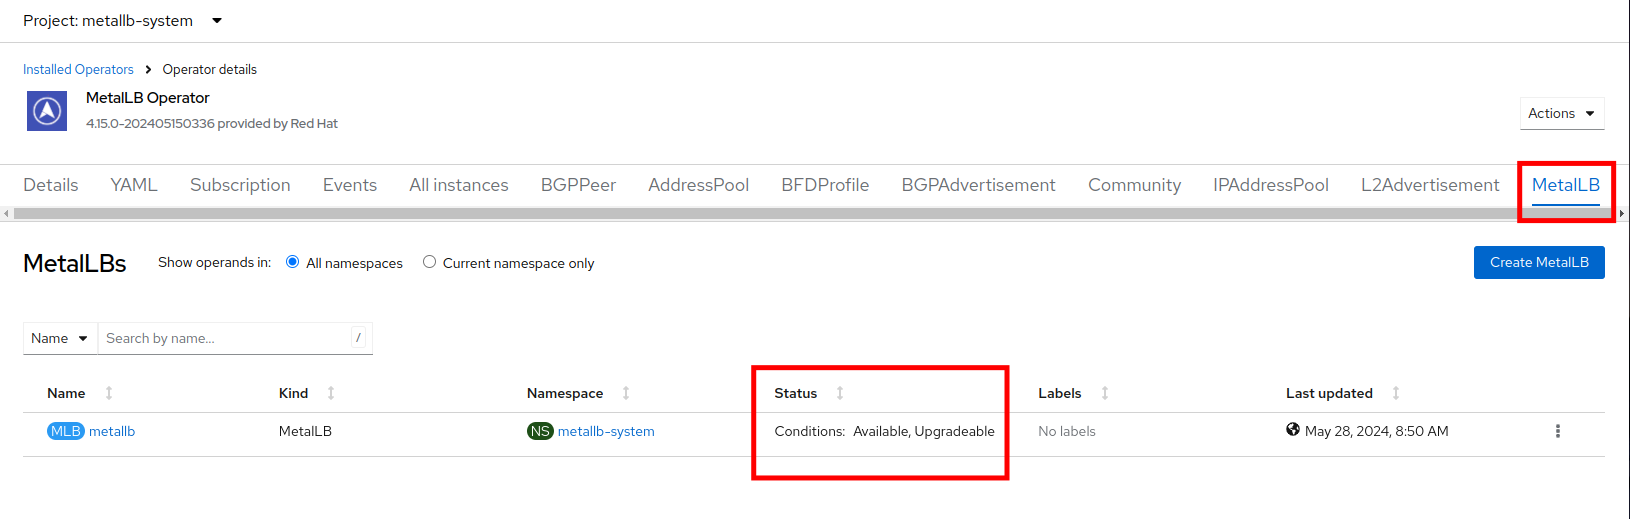 Project: metallb-system
Installed Operators > Operator details
MetalLB Operator
4.15.0-202405150336 provided by Red Hat
Actions
Details YAML Subscription Events All instances BGPPeer AddressPool BFDProfile BGPAdvertisement Community IPAddressPool L2Advertisement MetalLB
MetalLBs Show operands in: All namespaces Current namespace only Create MetalLB
Name Search by name... /
Name Kind Namespace Status Labels Last updated
MLB metallb MetalLB NS metallb-system Conditions: Available, Upgradeable No labels May 28, 2024, 8:50 AM